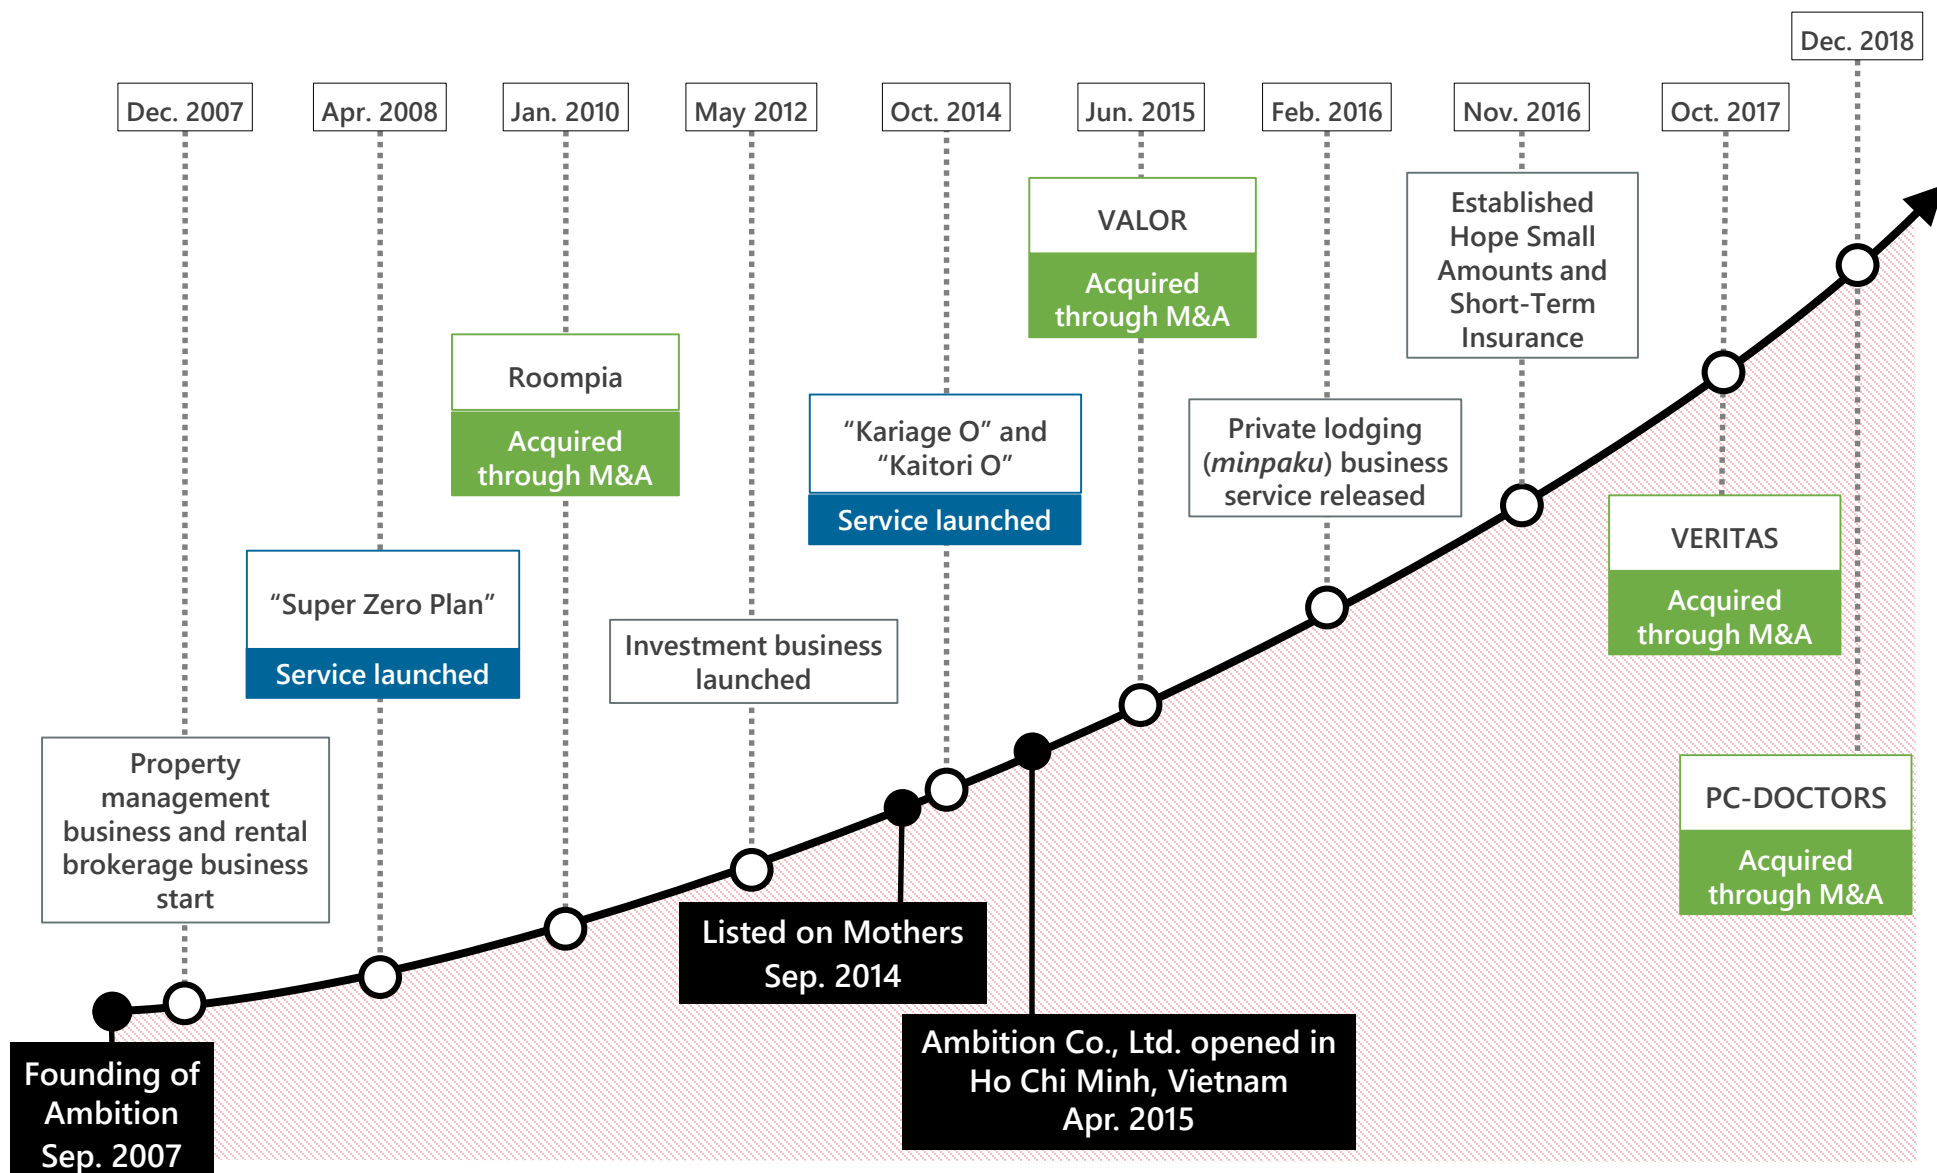 Dec. 2018
Dec. 2007
Apr. 2008
Jan. 2010
May 2012
Oct. 2014
Jun. 2015
Feb. 2016
Nov. 2016
Oct. 2017
Property
management
business and rental
brokerage business
start
“Super Zero Plan”
Service launched
Roompia
Acquired
through M&A
Investment business
launched
“Kariage O” and
“Kaitori O”
Service launched
VALOR
Acquired
through M&A
Private lodging
(minpaku) business
service released
Established
Hope Small
Amounts and
Short-Term
Insurance
VERITAS
Acquired
through M&A
PC-DOCTORS
Acquired
through M&A
Founding of
Ambition
Sep. 2007
Listed on Mothers
Sep. 2014
Ambition Co., Ltd. opened in
Ho Chi Minh, Vietnam
Apr. 2015